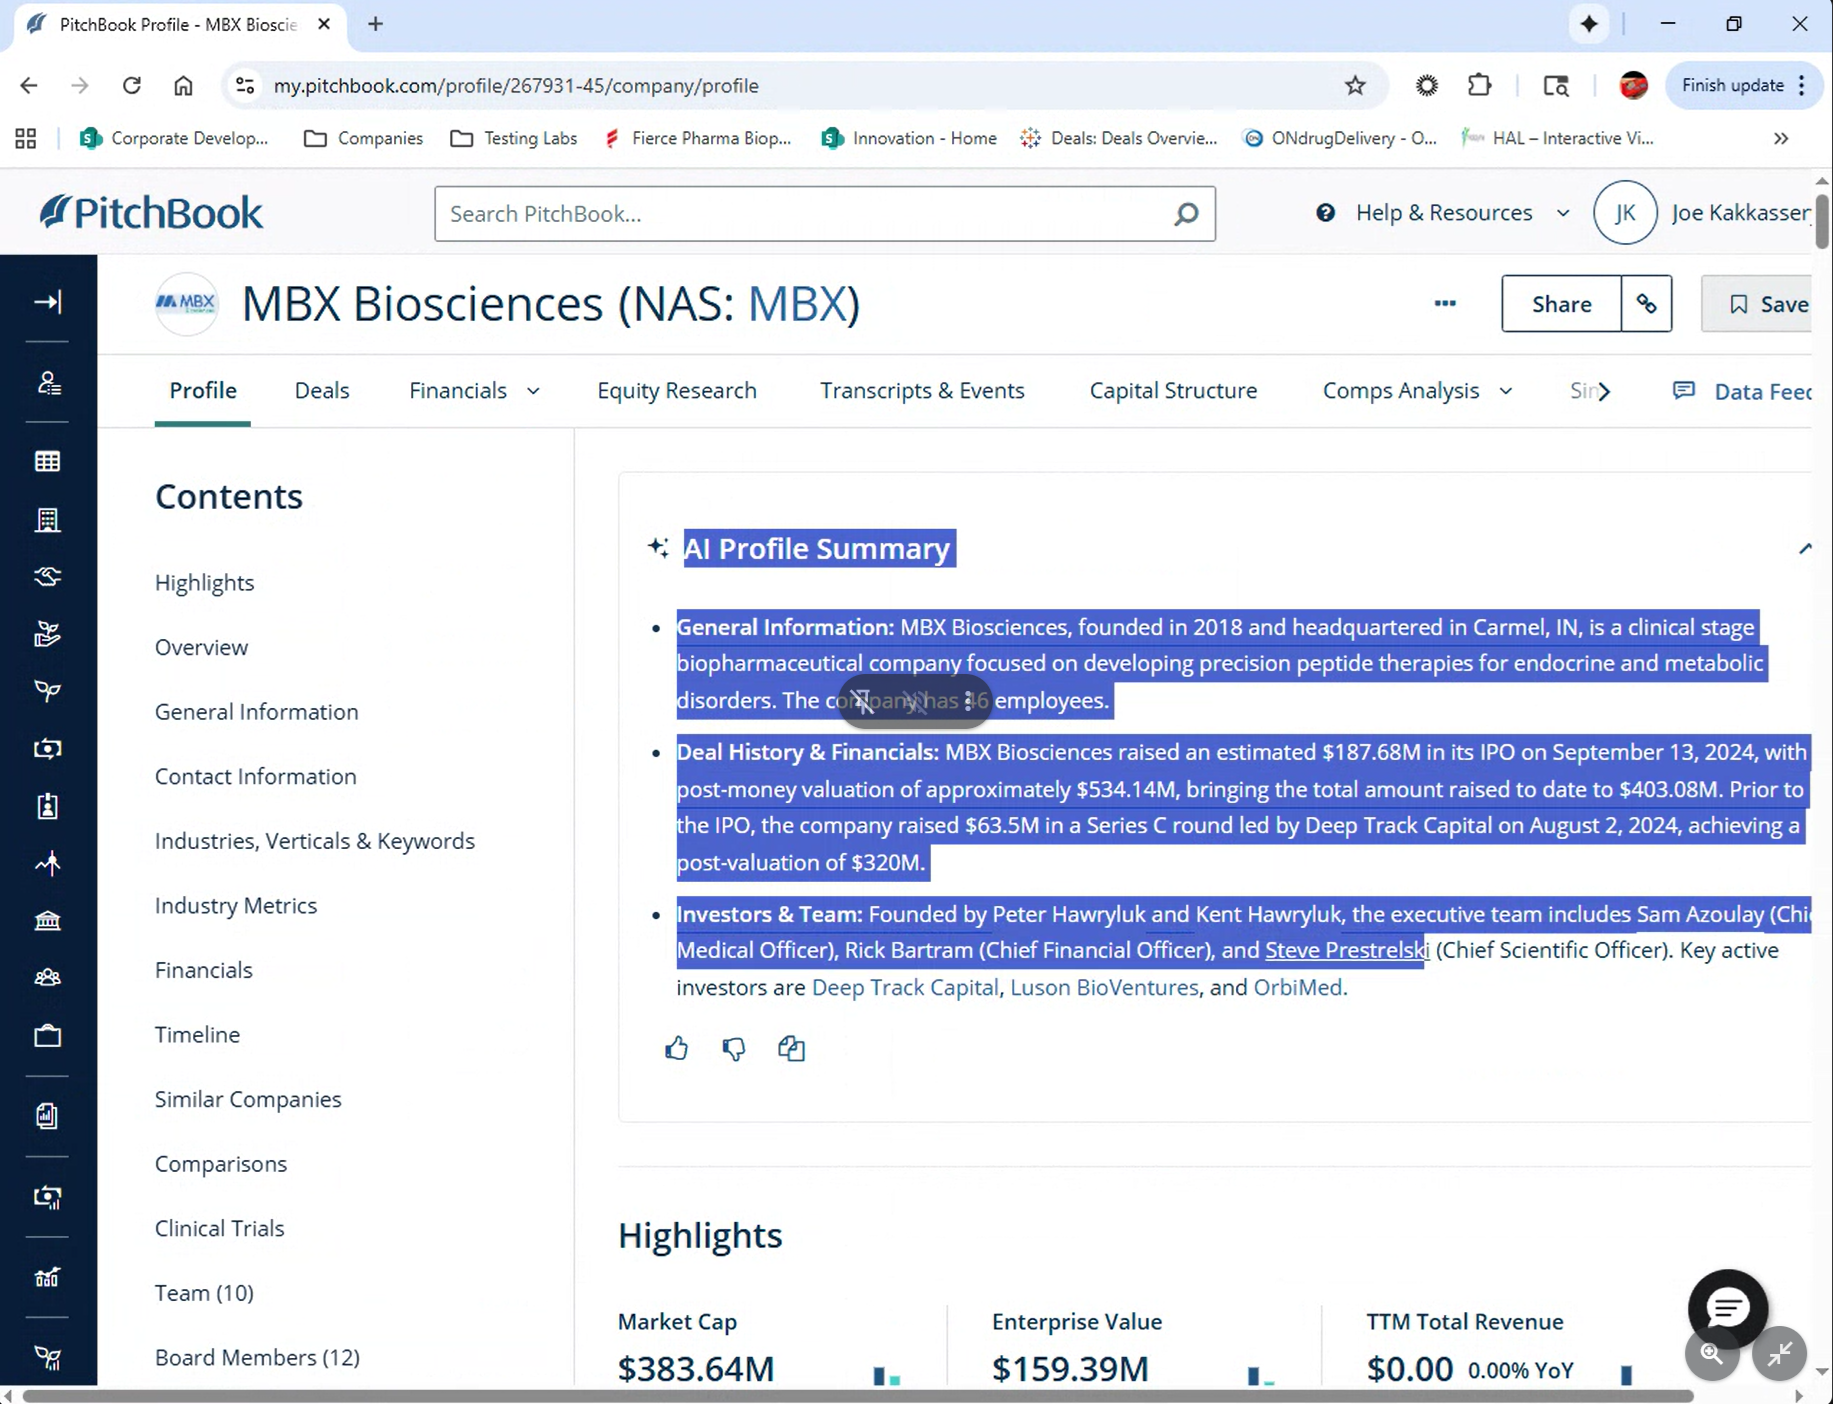 PitchBook Profile - MBX Bioscie
my.pitchbook.com/profile/267931-45/company/profile
Finish update
Corporate Develop...
Companies
Testing Labs
Fierce Pharma Biop...
Innovation - Home
Deals: Deals Overvie...
ONdrugDelivery - O...
HAL – Interactive Vi...
PitchBook
Search PitchBook...
Help & Resources
JK
Joe Kakkasser
MBX
MBX Biosciences (NAS: MBX)
Share
Save
Profile
Deals
Financials
Equity Research
Transcripts & Events
Capital Structure
Comps Analysis
Sin
Data Feed
Contents
Highlights
Overview
General Information
Contact Information
Industries, Verticals & Keywords
Industry Metrics
Financials
Timeline
Similar Companies
Comparisons
Clinical Trials
Team (10)
Board Members (12)
AI Profile Summary
General Information: MBX Biosciences, founded in 2018 and headquartered in Carmel, IN, is a clinical stage
biopharmaceutical company focused on developing precision peptide therapies for endocrine and metabolic
disorders. The company has 46 employees.
Deal History & Financials: MBX Biosciences raised an estimated $187.68M in its IPO on September 13, 2024, with
post-money valuation of approximately $534.14M, bringing the total amount raised to date to $403.08M. Prior to
the IPO, the company raised $63.5M in a Series C round led by Deep Track Capital on August 2, 2024, achieving a
post-valuation of $320M.
Investors & Team: Founded by Peter Hawryluk and Kent Hawryluk, the executive team includes Sam Azoulay (Chie
Medical Officer), Rick Bartram (Chief Financial Officer), and Steve Prestrelski (Chief Scientific Officer). Key active
investors are Deep Track Capital, Luson BioVentures, and OrbiMed.
Highlights
Market Cap
$383.64M
Enterprise Value
$159.39M
TTM Total Revenue
$0.00 0.00% YoY